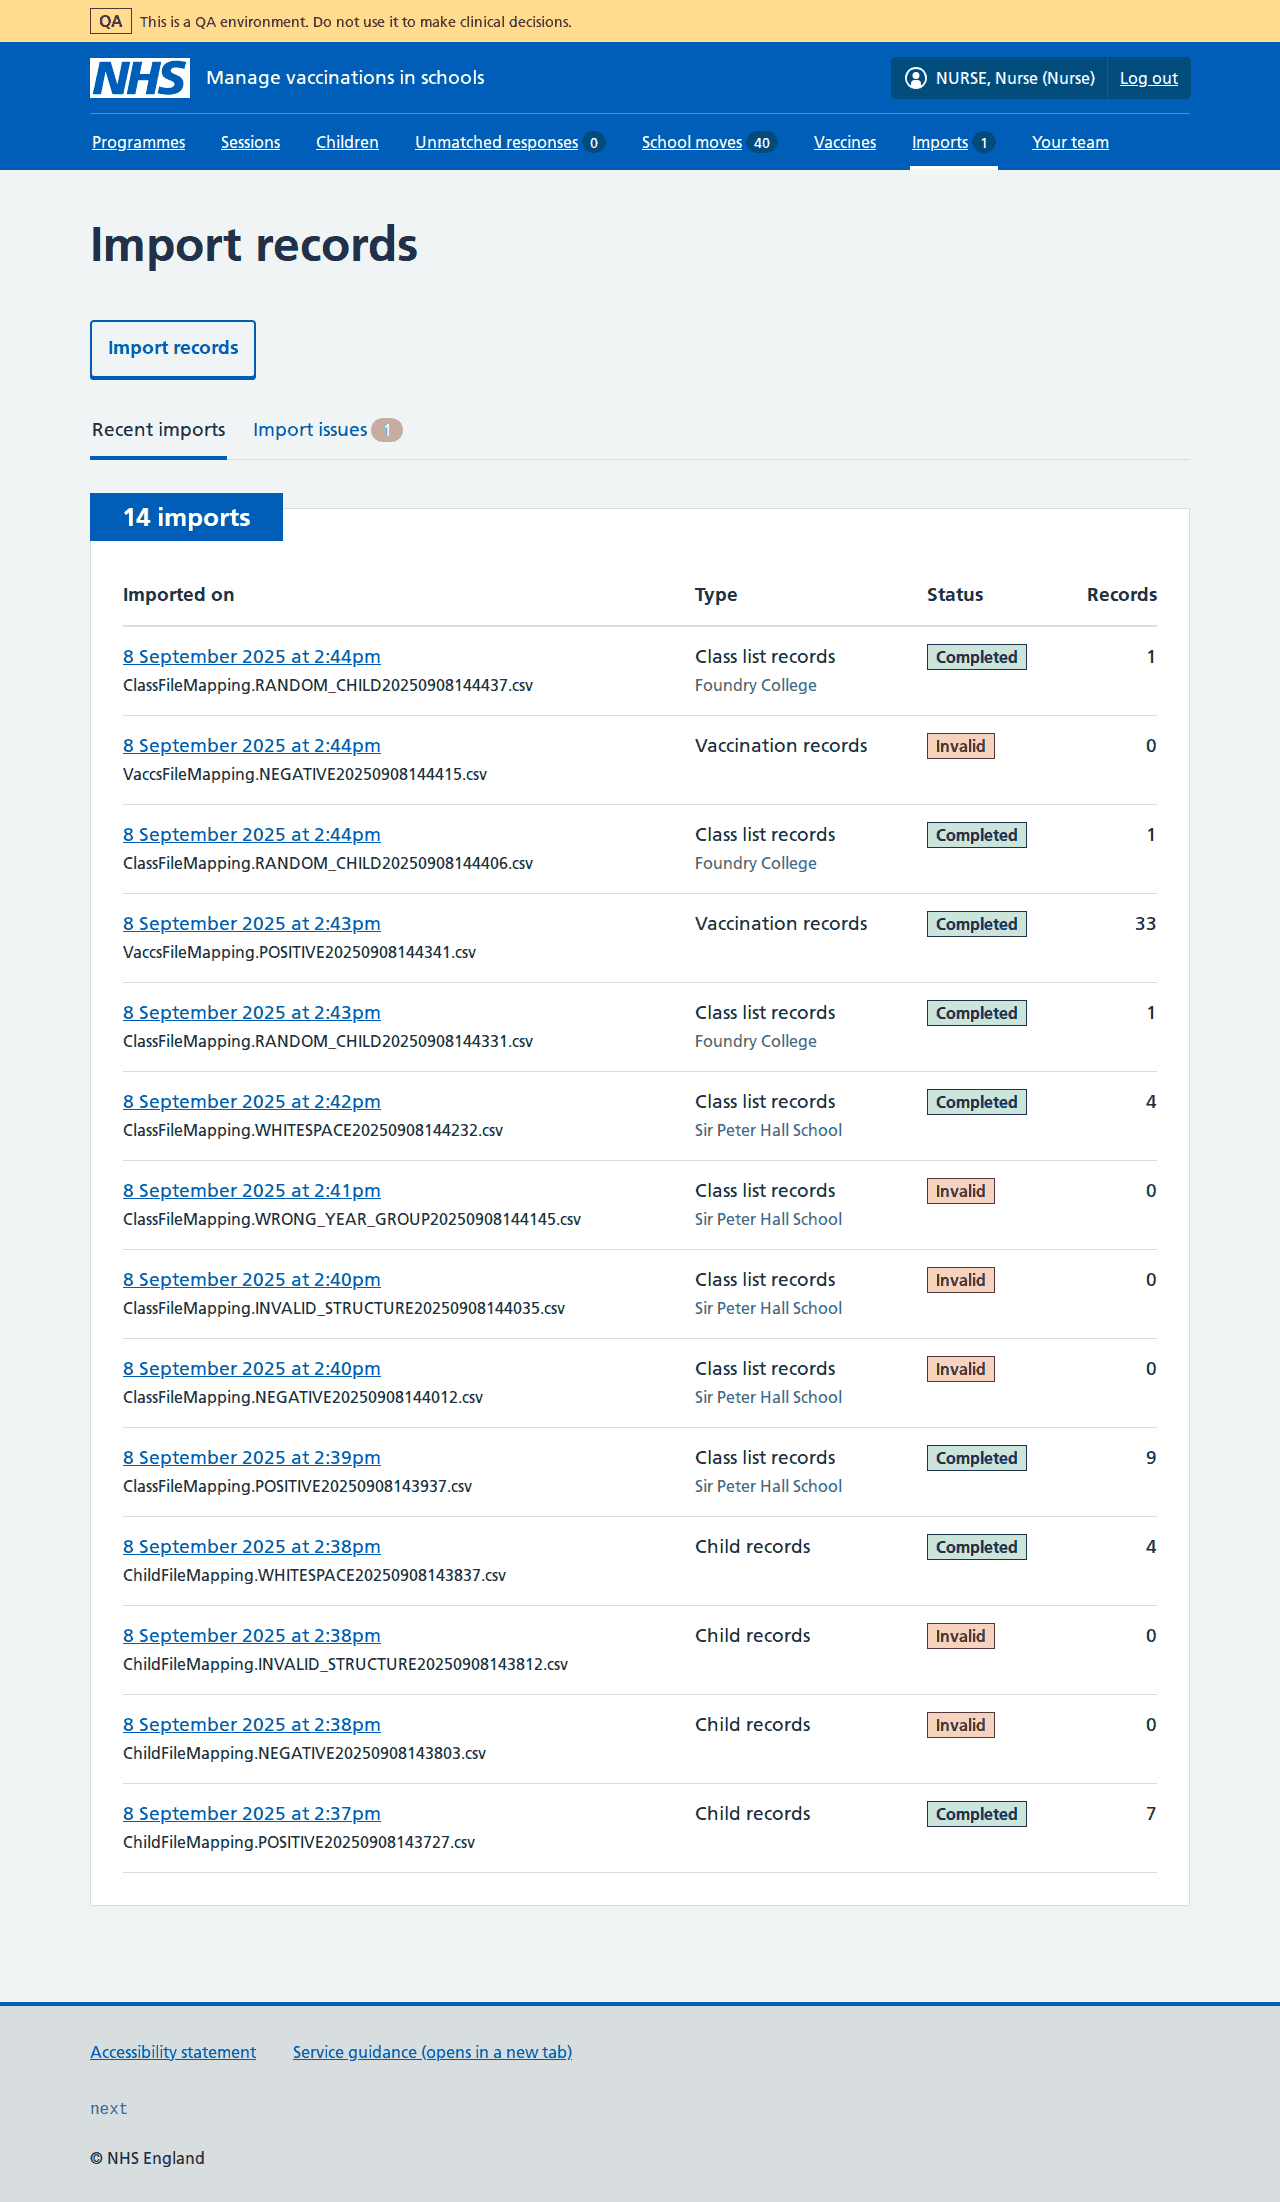 QA This is a QA environment. Do not use it to make clinical decisions.
NHS Manage vaccinations in schools NURSE, Nurse (Nurse) Log out
Programmes Sessions Children Unmatched responses 0 School moves 40 Vaccines Imports 1 Your team
Import records
Import records
Recent imports Import issues 1
14 imports
Imported on Type Status Records
8 September 2025 at 2:44pm Class list records Completed 1
ClassFileMapping.RANDOM_CHILD20250908144437.csv Foundry College
8 September 2025 at 2:44pm Vaccination records Invalid 0
VaccsFileMapping.NEGATIVE20250908144415.csv
8 September 2025 at 2:44pm Class list records Completed 1
ClassFileMapping.RANDOM_CHILD20250908144406.csv Foundry College
8 September 2025 at 2:43pm Vaccination records Completed 33
VaccsFileMapping.POSITIVE20250908144341.csv
8 September 2025 at 2:43pm Class list records Completed 1
ClassFileMapping.RANDOM_CHILD20250908144331.csv Foundry College
8 September 2025 at 2:42pm Class list records Completed 4
ClassFileMapping.WHITESPACE20250908144232.csv Sir Peter Hall School
8 September 2025 at 2:41pm Class list records Invalid 0
ClassFileMapping.WRONG_YEAR_GROUP20250908144145.csv Sir Peter Hall School
8 September 2025 at 2:40pm Class list records Invalid 0
ClassFileMapping.INVALID_STRUCTURE20250908144035.csv Sir Peter Hall School
8 September 2025 at 2:40pm Class list records Invalid 0
ClassFileMapping.NEGATIVE20250908144012.csv Sir Peter Hall School
8 September 2025 at 2:39pm Class list records Completed 9
ClassFileMapping.POSITIVE20250908143937.csv Sir Peter Hall School
8 September 2025 at 2:38pm Child records Completed 4
ChildFileMapping.WHITESPACE20250908143837.csv
8 September 2025 at 2:38pm Child records Invalid 0
ChildFileMapping.INVALID_STRUCTURE20250908143812.csv
8 September 2025 at 2:38pm Child records Invalid 0
ChildFileMapping.NEGATIVE20250908143803.csv
8 September 2025 at 2:37pm Child records Completed 7
ChildFileMapping.POSITIVE20250908143727.csv
Accessibility statement Service guidance (opens in a new tab)
next
© NHS England